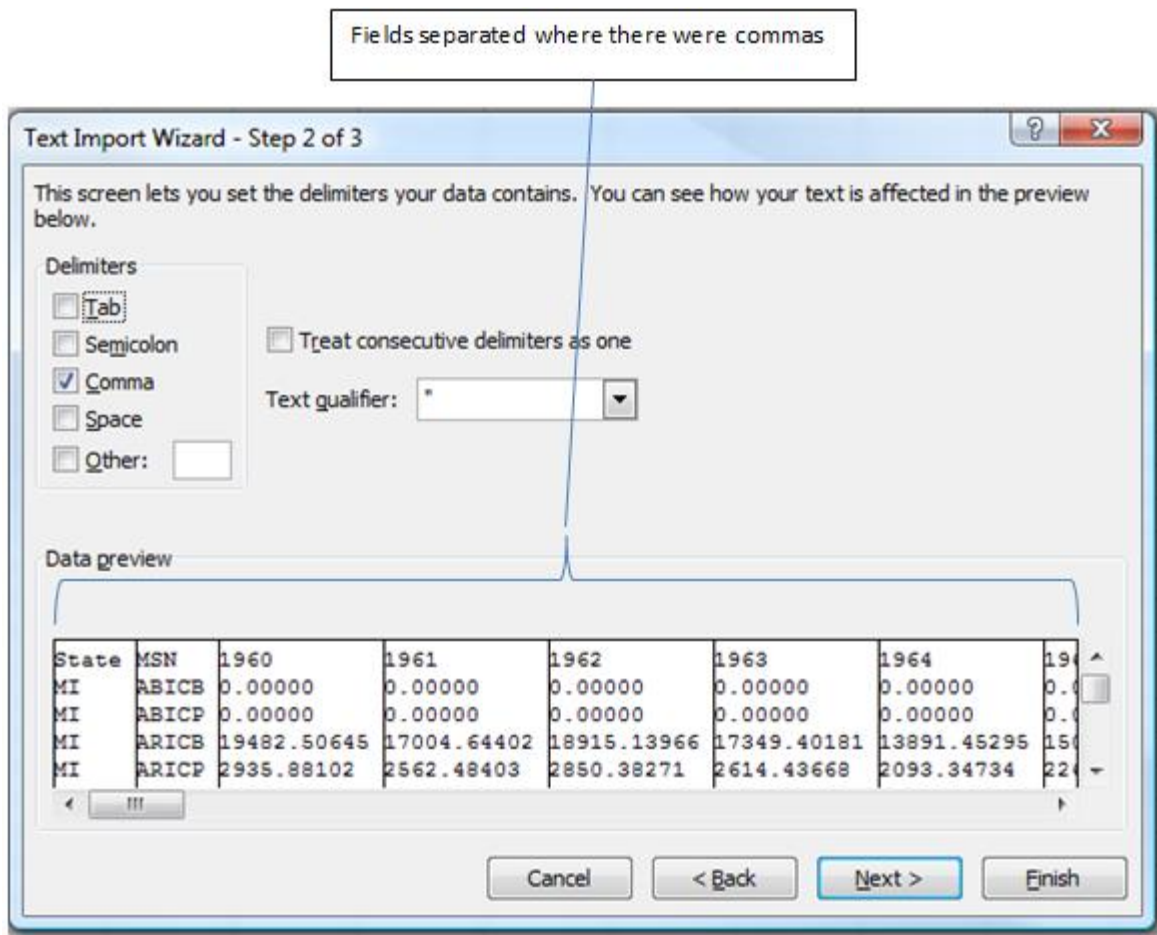 Fields separated where there were commas
Text Import Wizard - Step 2 of 3
This screen lets you set the delimiters your data contains. You can see how your text is affected in the preview
below.
Delimiters
Tab
Semicolon
Comma
Space
Other:
Treat consecutive delimiters as one
Text qualifier: "
Data preview
State MSN 1960 1961 1962 1963 1964
MI ABICB 0.00000 0.00000 0.00000 0.00000 0.00000
MI ABICP 0.00000 0.00000 0.00000 0.00000 0.00000
MI ARICB 19482.50645 17004.64402 18915.13966 17349.40181 13891.45295
MI ARICP 2935.88102 2562.48403 2850.38271 2614.43668 2093.34734
Cancel < Back Next > Finish